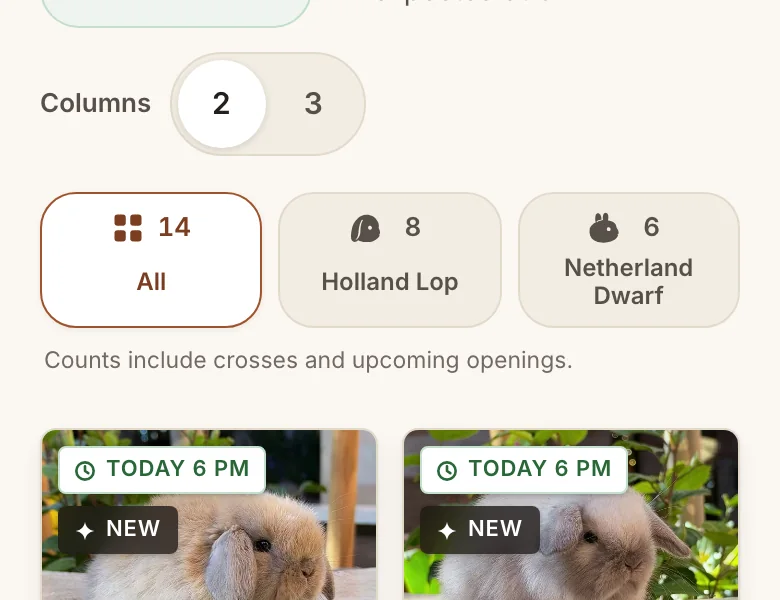 Columns 2 3
14 8 6
All Holland Lop Netherland Dwarf
Counts include crosses and upcoming openings.
TODAY 6 PM TODAY 6 PM
NEW NEW